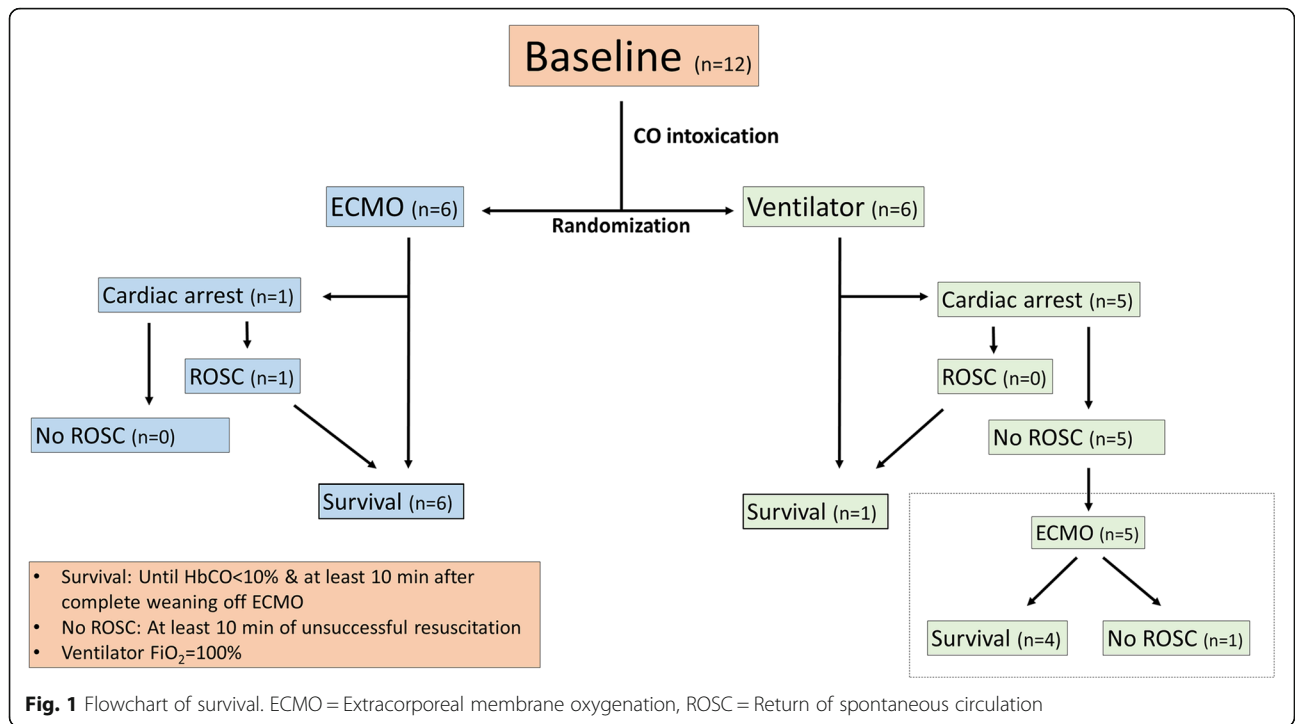 Baseline (n=12)
CO intoxication
ECMO (n=6)
Ventilator (n=6)
Randomization
Cardiac arrest (n=1)
Cardiac arrest (n=5)
ROSC (n=1)
ROSC (n=0)
No ROSC (n=0)
No ROSC (n=5)
Survival (n=6)
Survival (n=1)
ECMO (n=5)
Survival (n=4)
No ROSC (n=1)
• Survival: Until HbCO<10% & at least 10 min after
complete weaning off ECMO
• No ROSC: At least 10 min of unsuccessful resuscitation
• Ventilator FiO₂=100%
Fig. 1 Flowchart of survival. ECMO = Extracorporeal membrane oxygenation, ROSC = Return of spontaneous circulation